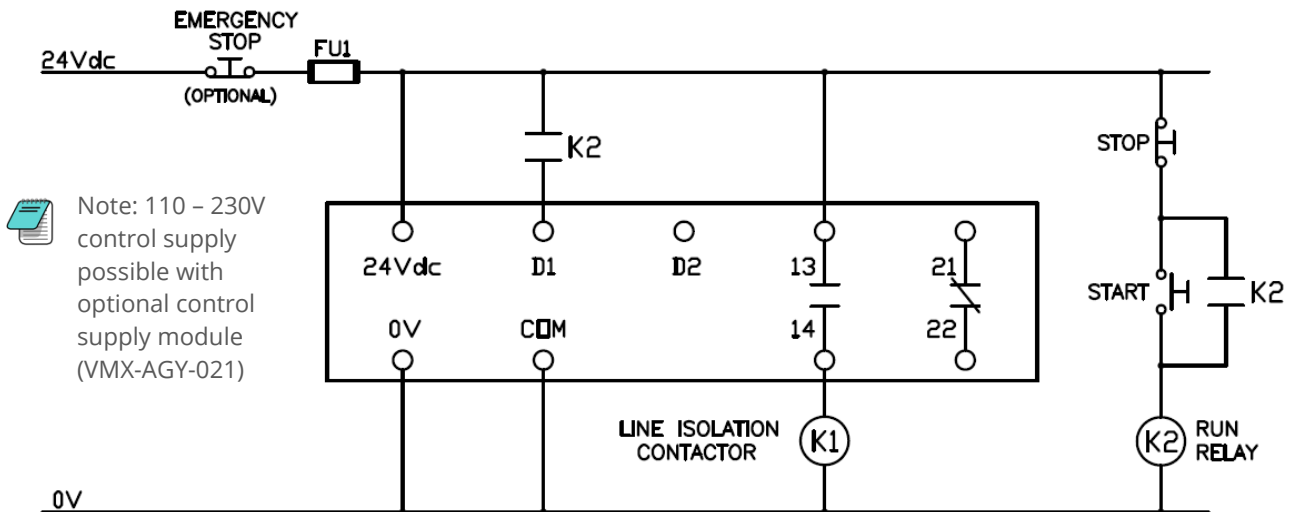 EMERGENCY
STOP
24Vdc
FU1
(OPTIONAL)
K2
STOP
Note: 110 – 230V
control supply
possible with
optional control
supply module
(VMX-AGY-021)
24Vdc
D1
D2
13
21
0V
COM
14
22
START
K2
LINE ISOLATION
CONTACTOR
K1
K2
RUN
RELAY
0V